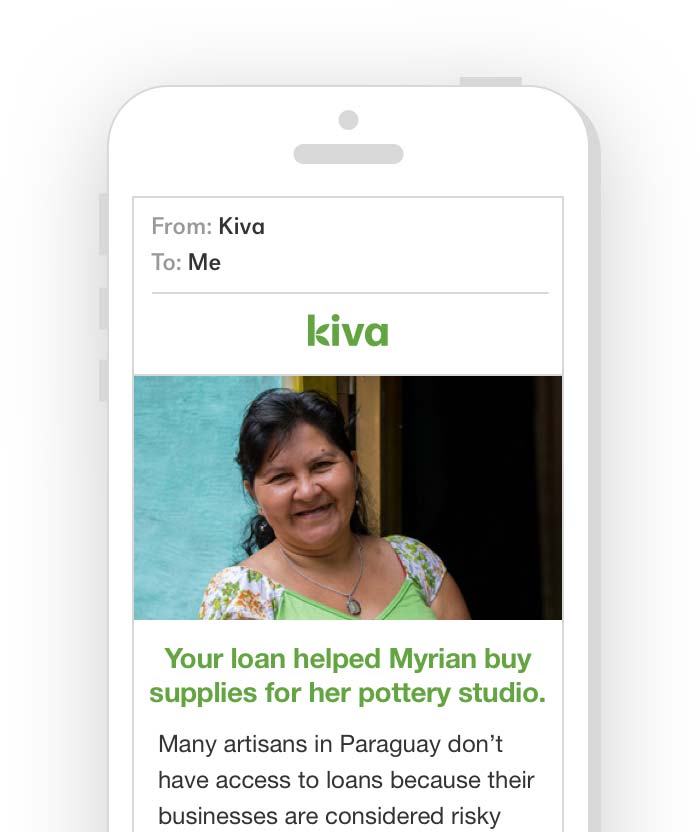 From: Kiva
To: Me
kiva
Your loan helped Myrian buy
supplies for her pottery studio.
Many artisans in Paraguay don’t
have access to loans because their
businesses are considered risky